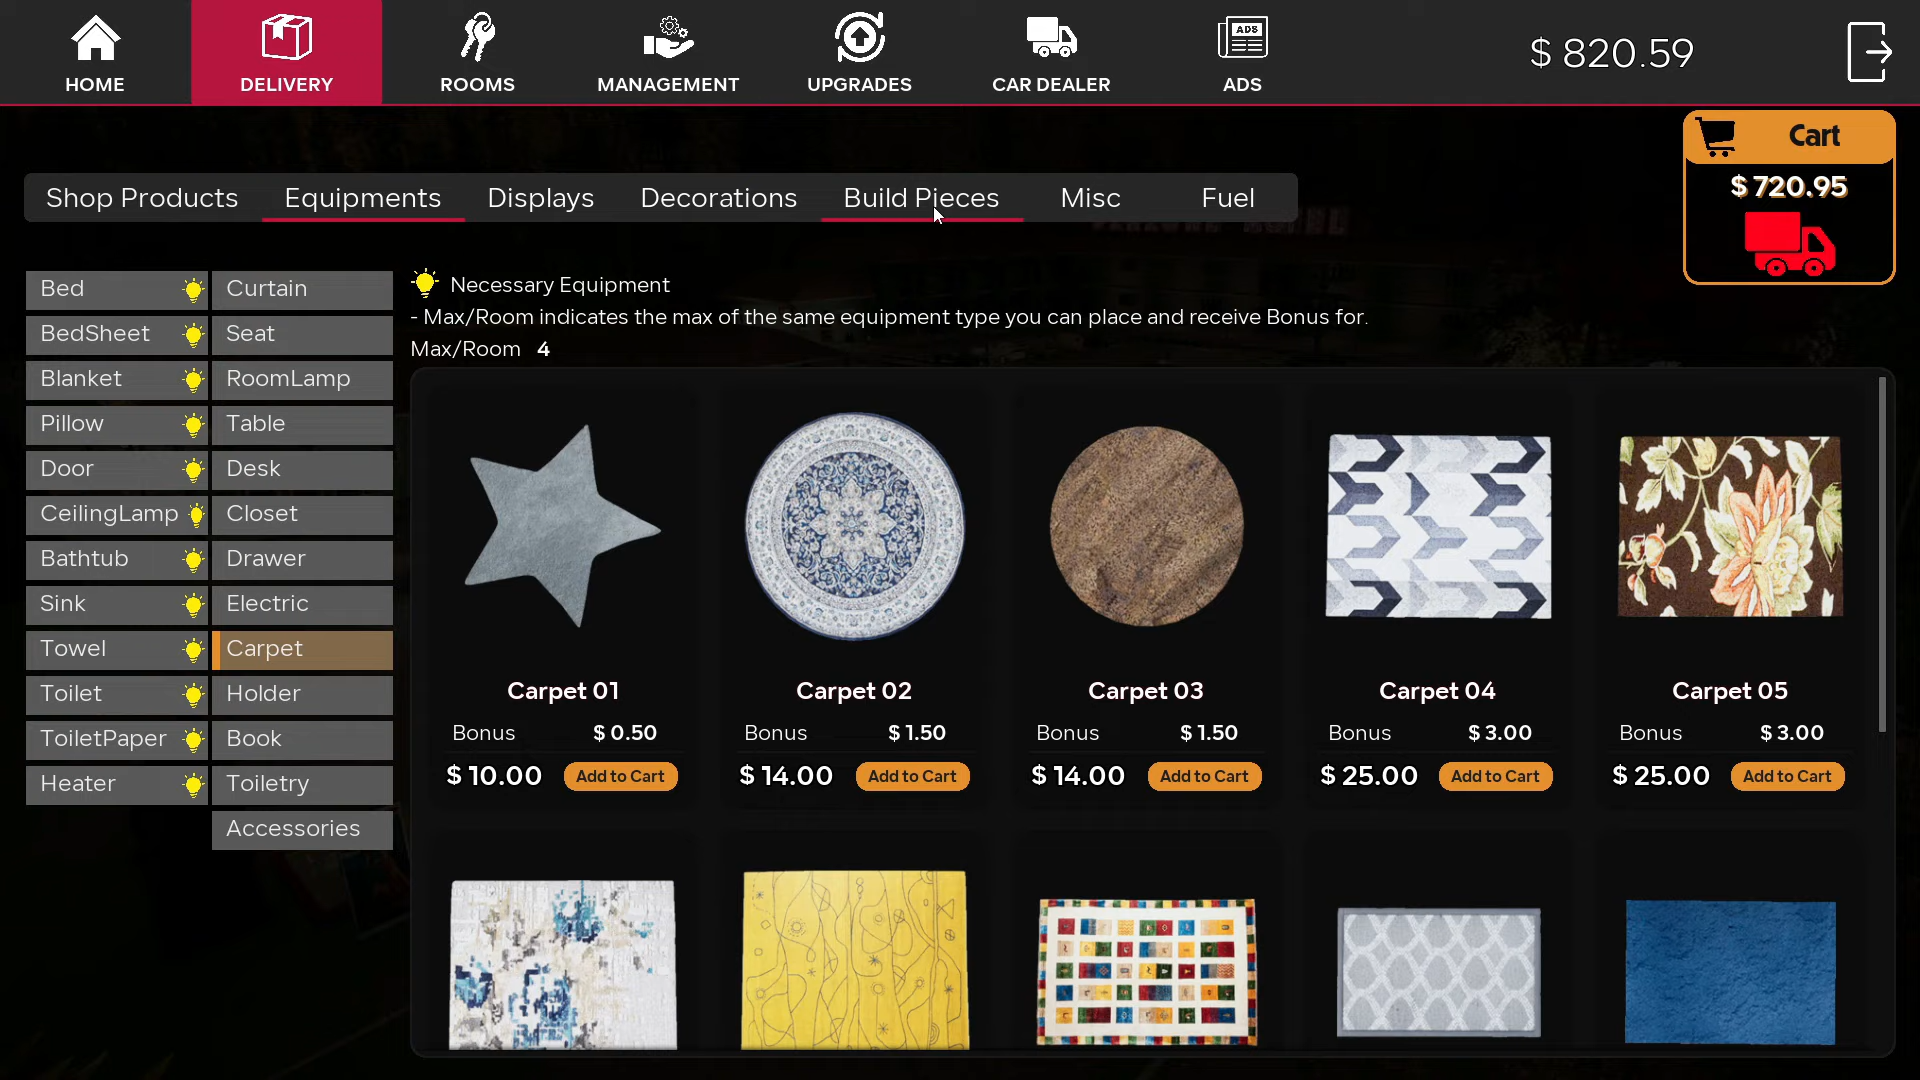 HOME
DELIVERY
ROOMS
MANAGEMENT
UPGRADES
CAR DEALER
ADS
ADS
$ 820.59
Cart
$ 720.95
Shop Products
Equipments
Displays
Decorations
Build Pieces
Misc
Fuel
Bed
BedSheet
Blanket
Pillow
Door
CeilingLamp
Bathtub
Sink
Towel
Toilet
ToiletPaper
Heater
Curtain
Seat
RoomLamp
Table
Desk
Closet
Drawer
Electric
Carpet
Holder
Book
Toiletry
Accessories
Necessary Equipment
- Max/Room indicates the max of the same equipment type you can place and receive Bonus for.
Max/Room 4
Carpet 01
Bonus $ 0.50
$ 10.00 Add to Cart
Carpet 02
Bonus $ 1.50
$ 14.00 Add to Cart
Carpet 03
Bonus $ 1.50
$ 14.00 Add to Cart
Carpet 04
Bonus $ 3.00
$ 25.00 Add to Cart
Carpet 05
Bonus $ 3.00
$ 25.00 Add to Cart